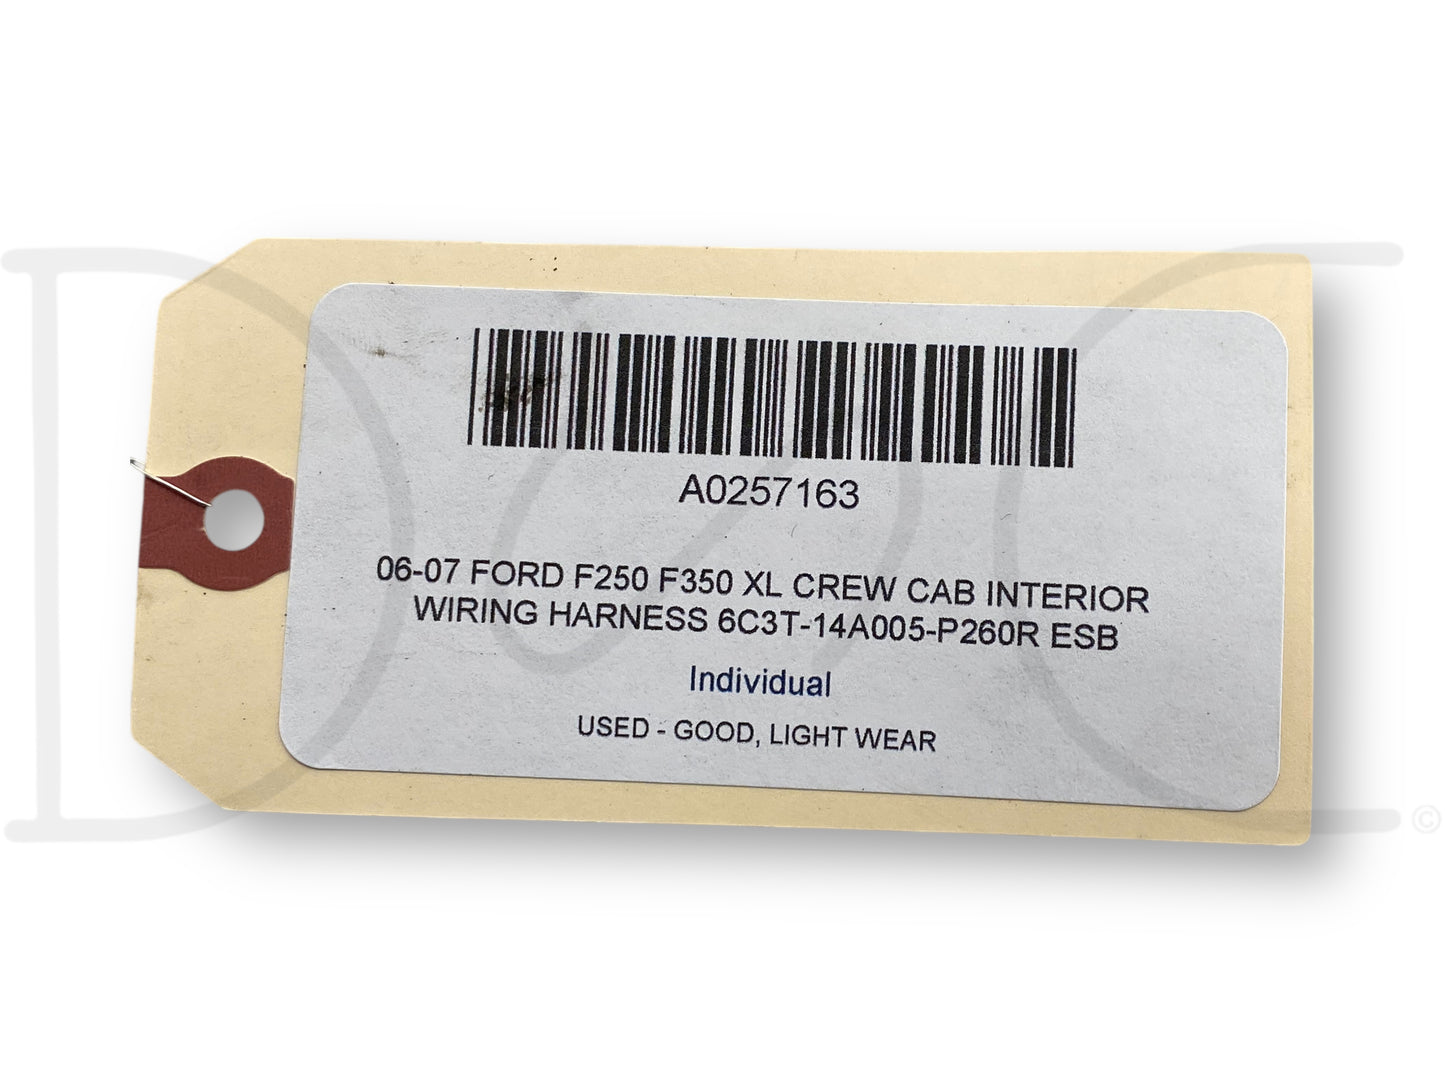 A0257163
06-07 FORD F250 F350 XL CREW CAB INTERIOR
WIRING HARNESS 6C3T-14A005-P260R ESB
Individual
USED - GOOD, LIGHT WEAR
©